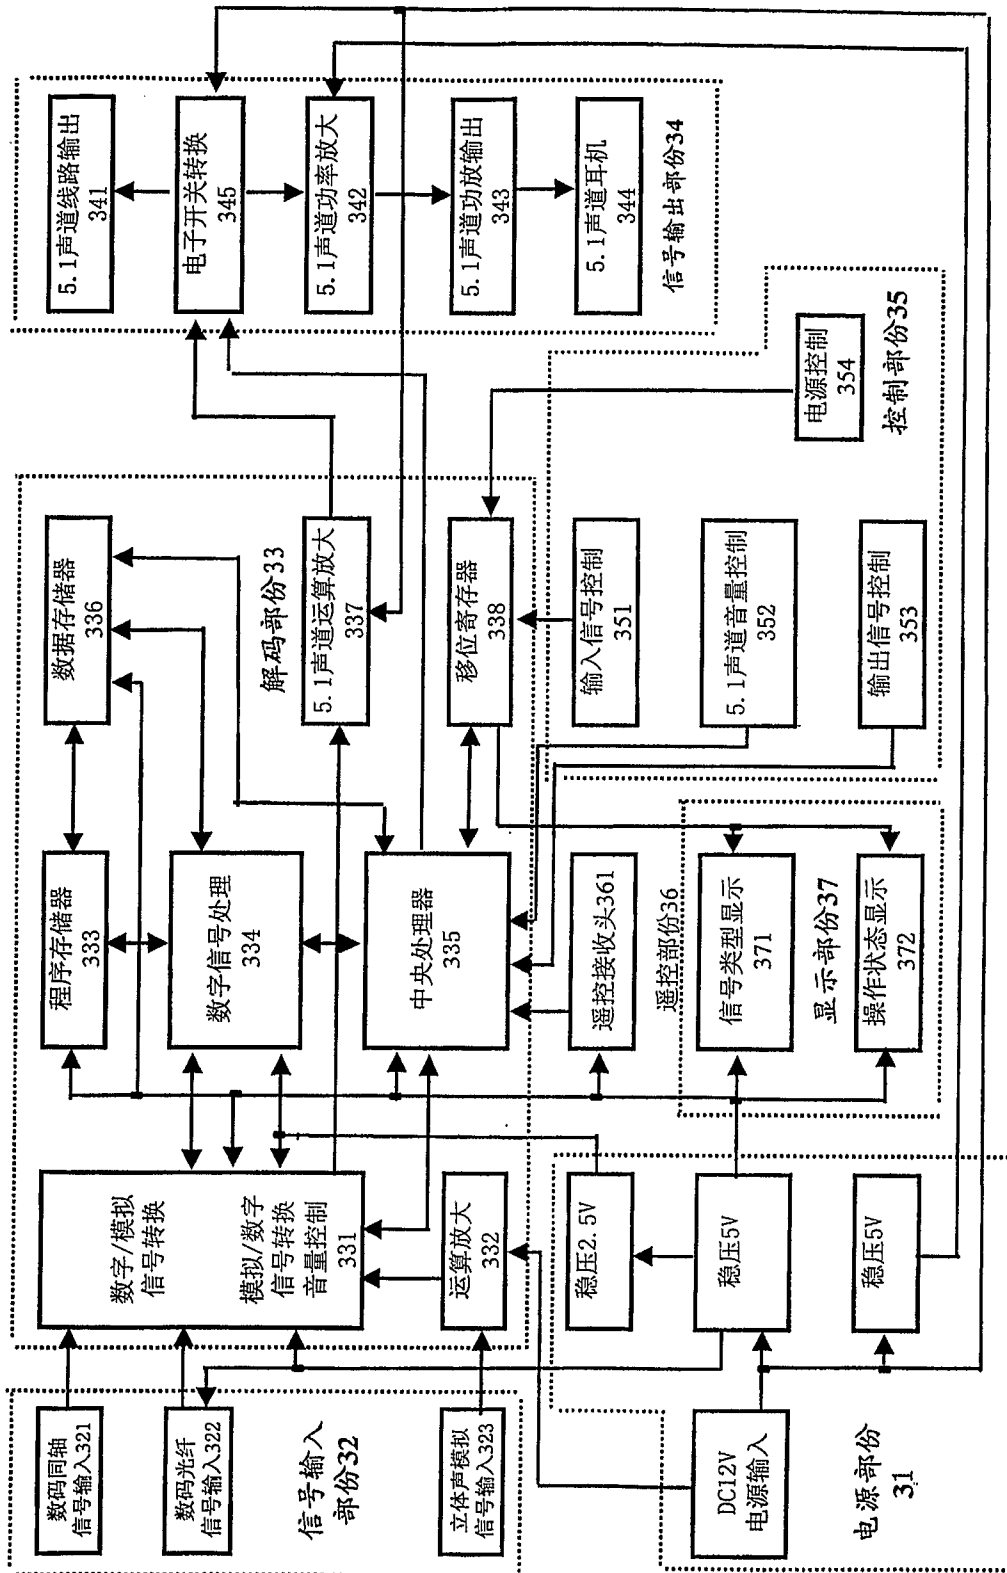 数码同轴
信号输入321
数码光纤
信号输入322
信号输入
部份32
立体声模拟
信号输入323
DC12V
电源输入
电源部份
31
数字/模拟
信号转换
模拟/数字
信号转换
音量控制
331
运算放大
332
稳压2.5V
稳压5V
稳压5V
程序存储器
333
数字信号处理
334
中央处理器
335
遥控接收头361
遥控部份36
信号类型显示
371
显示部份37
操作状态显示
372
数据存储器
336
解码部份33
5.1声道运算放大
337
移位寄存器
338
输入信号控制
351
5.1声道音量控制
352
输出信号控制
353
电源控制
354
控制部份35
5.1声道线路输出
341
电子开关转换
345
5.1声道功率放大
342
5.1声道功放输出
343
5.1声道耳机
344
信号输出部份34